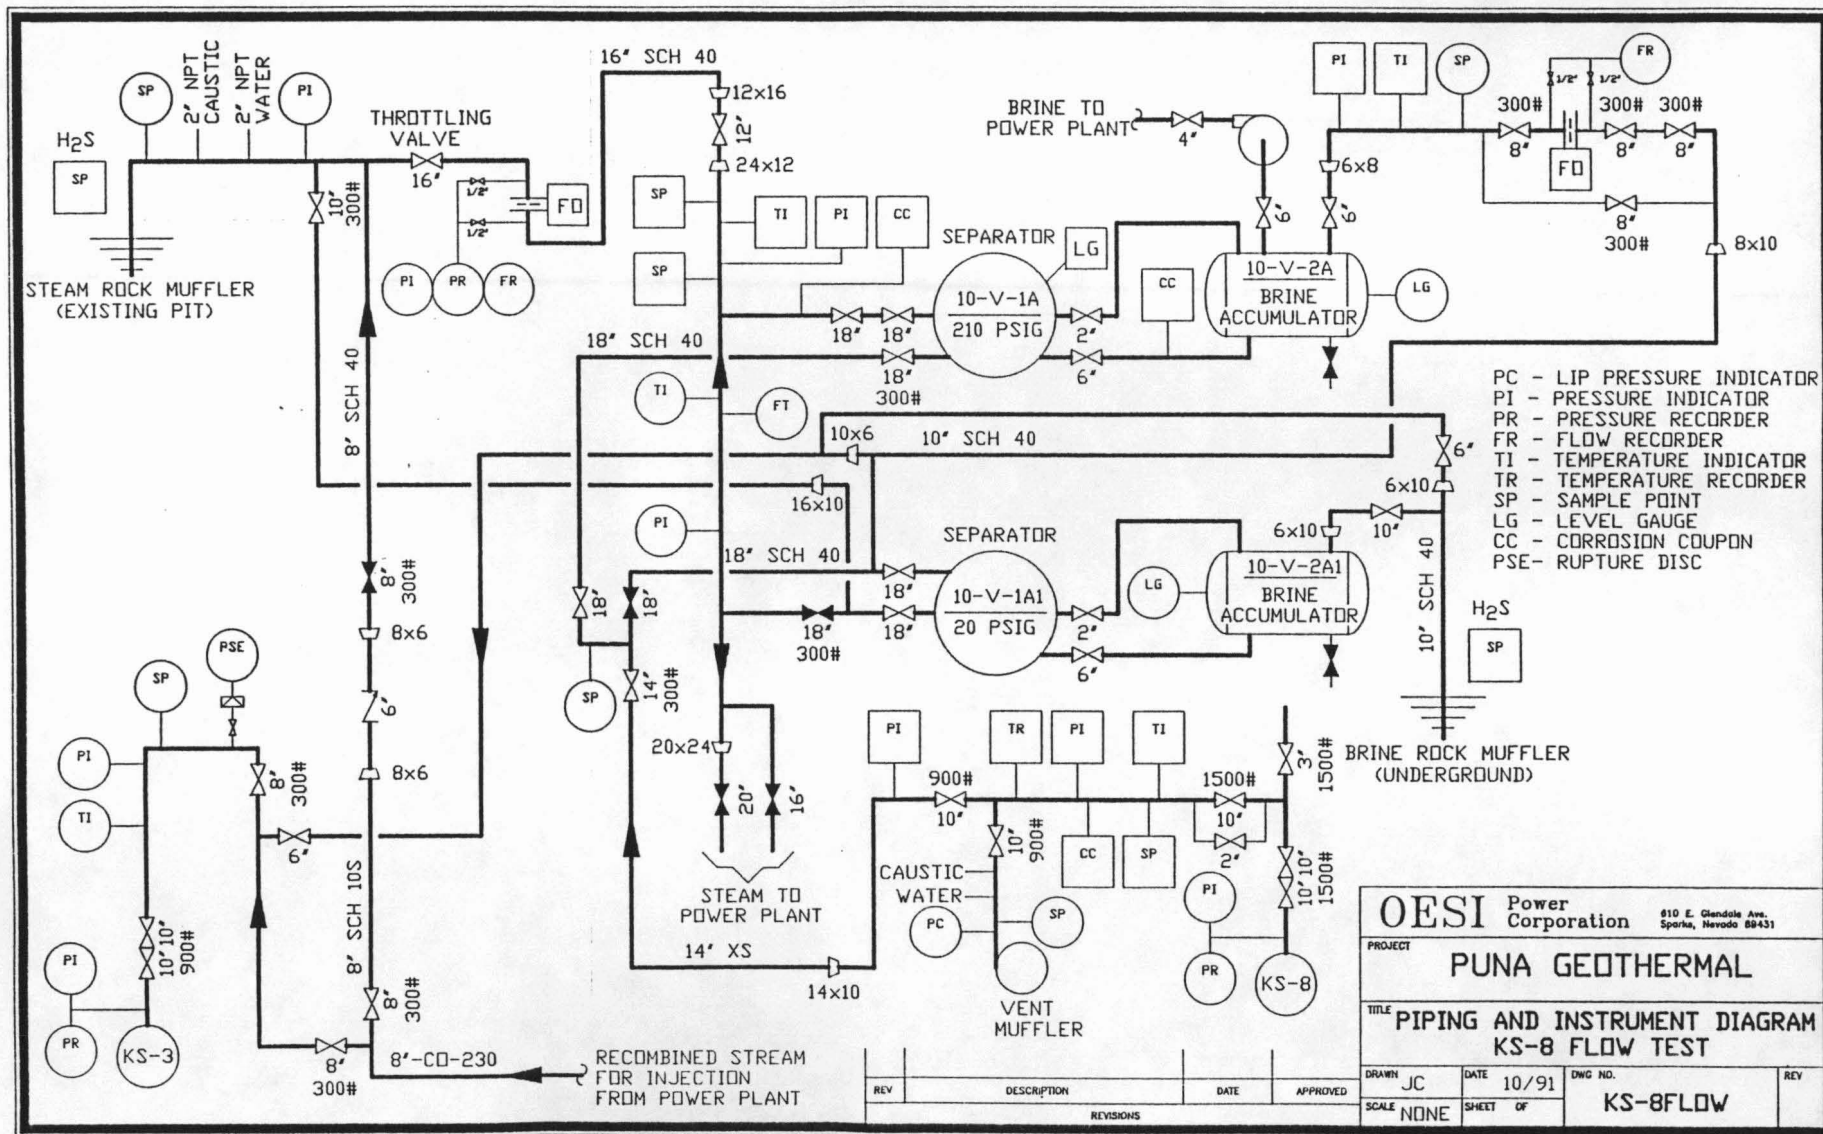 16" SCH 40
SP
2" NPT
CAUSTIC
2" NPT
WATER
PI
H2S
SP
THROTTLING
VALVE
16"
10"
300#
1/2"
1/2"
FO
PI
PR
FR
STEAM ROCK MUFFLER
(EXISTING PIT)
8" SCH 40
12x16
12"
24x12
SP
TI
PI
CC
SP
18" SCH 40
TI
FT
SEPARATOR
LG
10-V-1A
210 PSIG
18"
18"
18"
300#
2"
6"
CC
BRINE TO
POWER PLANT
4"
6"
6"
6x8
10-V-2A
BRINE
ACCUMULATOR
LG
PI
TI
SP
FR
1/2"
1/2"
300#
300#
300#
8"
8"
8"
FO
8"
300#
8x10
PC - LIP PRESSURE INDICATOR
PI - PRESSURE INDICATOR
PR - PRESSURE RECORDER
FR - FLOW RECORDER
TI - TEMPERATURE INDICATOR
TR - TEMPERATURE RECORDER
SP - SAMPLE POINT
LG - LEVEL GAUGE
CC - CORROSION COUPON
PSE- RUPTURE DISC
10x6
10" SCH 40
16x10
PI
18" SCH 40
SEPARATOR
10-V-1A1
20 PSIG
18"
18"
18"
300#
2"
6"
LG
10-V-2A1
BRINE
ACCUMULATOR
6x10
10"
6"
6x10
10" SCH 40
H2S
SP
BRINE ROCK MUFFLER
(UNDERGROUND)
8"
300#
8x6
6"
8x6
8" SCH 10S
8"
300#
18"
18"
SP
14"
300#
20x24
20"
16"
STEAM TO
POWER PLANT
14" XS
14x10
PSE
SP
PI
TI
8"
300#
6"
10" 10"
900#
PI
PR
KS-3
8"
300#
8"-CO-230
RECOMBINED STREAM
FOR INJECTION
FROM POWER PLANT
PI
TR
PI
TI
900#
10"
10"
900#
CC
SP
1500#
10"
2"
3"
1500#
10" 10"
1500#
CAUSTIC
WATER
PC
SP
VENT
MUFFLER
PI
PR
KS-8
OESI Power
Corporation
610 E. Glendale Ave.
Sparks, Nevada 89431
PROJECT
PUNA GEOTHERMAL
TITLE PIPING AND INSTRUMENT DIAGRAM
KS-8 FLOW TEST
DRAWN JC
DATE 10/91
DWG NO.
KS-8FLOW
REV
SCALE NONE
SHEET OF
REV DESCRIPTION DATE APPROVED
REVISIONS